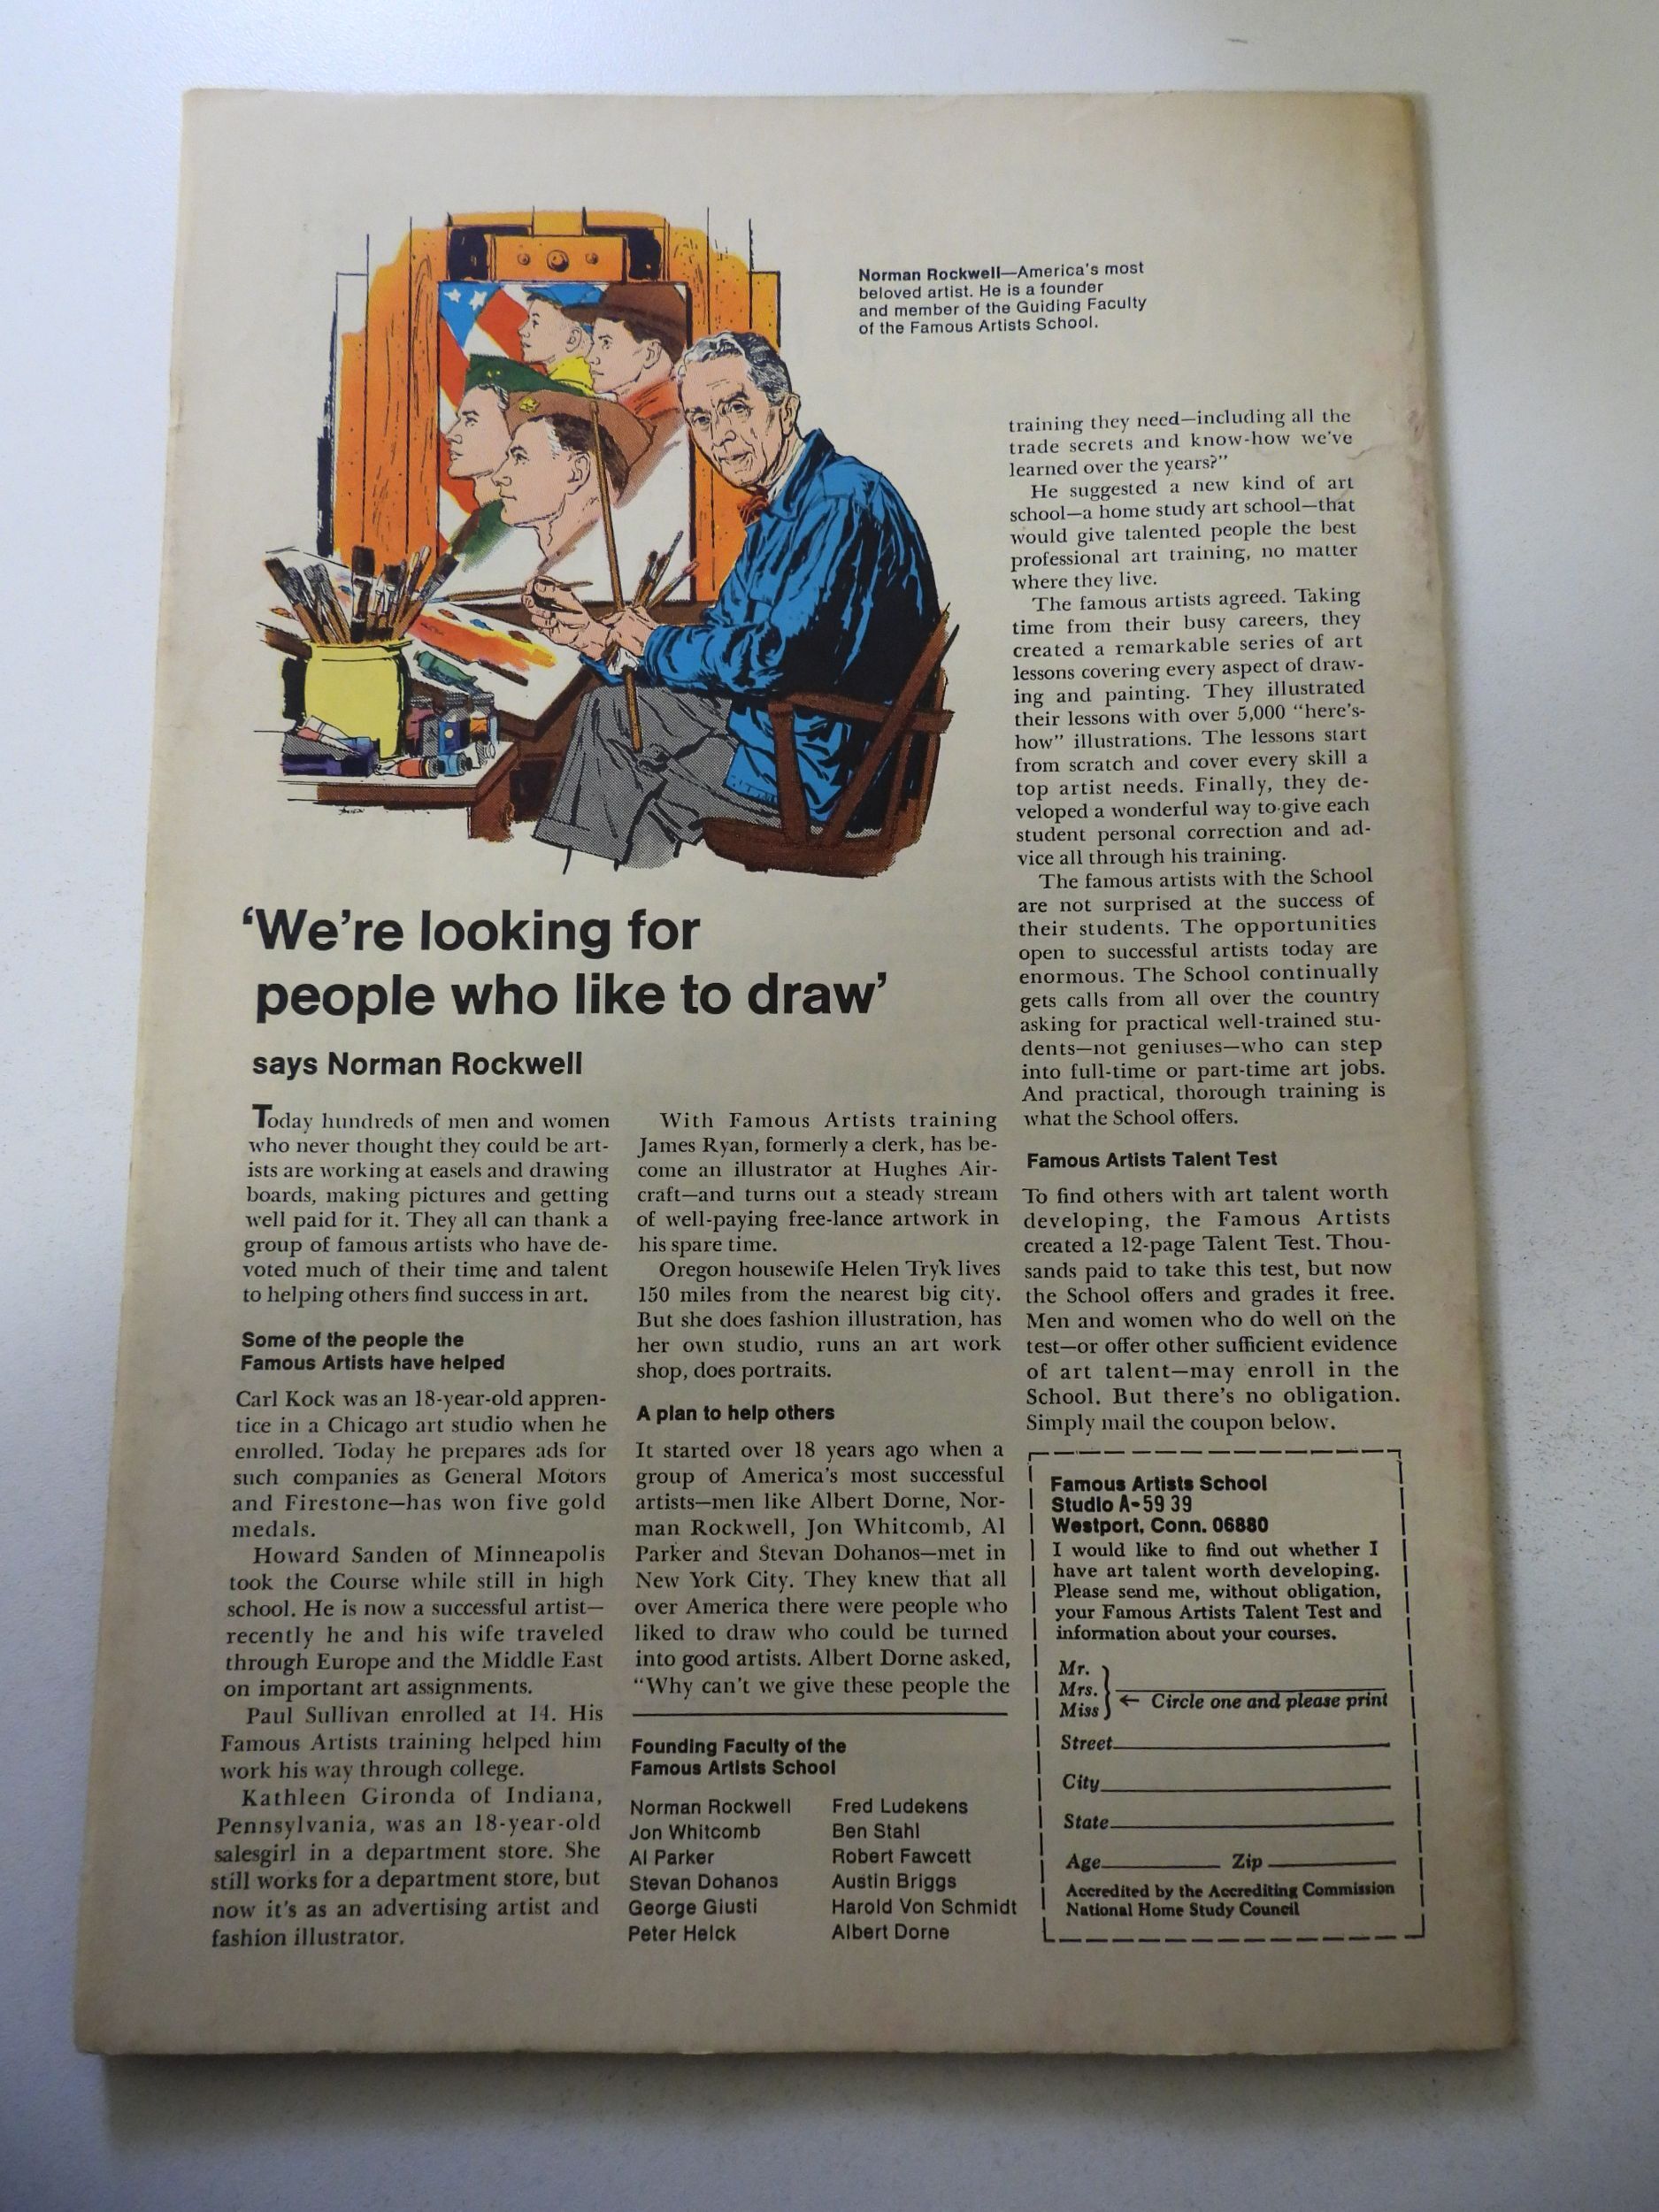 Norman Rockwell—America's most
beloved artist. He is a founder
and member of the Guiding Faculty
of the Famous Artists School.
'We're looking for
people who like to draw'
says Norman Rockwell
Today hundreds of men and women
who never thought they could be art-
ists are working at easels and drawing
boards, making pictures and getting
well paid for it. They all can thank a
group of famous artists who have de-
voted much of their time and talent
to helping others find success in art.
Some of the people the
Famous Artists have helped
Carl Kock was an 18-year-old appren-
tice in a Chicago art studio when he
enrolled. Today he prepares ads for
such companies as General Motors
and Firestone—has won five gold
medals.
Howard Sanden of Minneapolis
took the Course while still in high
school. He is now a successful artist—
recently he and his wife traveled
through Europe and the Middle East
on important art assignments.
Paul Sullivan enrolled at 14. His
Famous Artists training helped him
work his way through college.
Kathleen Gironda of Indiana,
Pennsylvania, was an 18-year-old
salesgirl in a department store. She
still works for a department store, but
now it's as an advertising artist and
fashion illustrator.
With Famous Artists training
James Ryan, formerly a clerk, has be-
come an illustrator at Hughes Air-
craft—and turns out a steady stream
of well-paying free-lance artwork in
his spare time.
Oregon housewife Helen Tryk lives
150 miles from the nearest big city.
But she does fashion illustration, has
her own studio, runs an art work
shop, does portraits.
A plan to help others
It started over 18 years ago when a
group of America's most successful
artists—men like Albert Dorne, Nor-
man Rockwell, Jon Whitcomb, Al
Parker and Stevan Dohanos—met in
New York City. They knew that all
over America there were people who
liked to draw who could be turned
into good artists. Albert Dorne asked,
"Why can't we give these people the
training they need—including all the
trade secrets and know-how we've
learned over the years?"
He suggested a new kind of art
school—a home study art school—that
would give talented people the best
professional art training, no matter
where they live.
The famous artists agreed. Taking
time from their busy careers, they
created a remarkable series of art
lessons covering every aspect of draw-
ing and painting. They illustrated
their lessons with over 5,000 "here's-
how" illustrations. The lessons start
from scratch and cover every skill a
top artist needs. Finally, they de-
veloped a wonderful way to give each
student personal correction and ad-
vice all through his training.
The famous artists with the School
are not surprised at the success of
their students. The opportunities
open to successful artists today are
enormous. The School continually
gets calls from all over the country
asking for practical well-trained stu-
dents—not geniuses—who can step
into full-time or part-time art jobs.
And practical, thorough training is
what the School offers.
Famous Artists Talent Test
To find others with art talent worth
developing, the Famous Artists
created a 12-page Talent Test. Thou-
sands paid to take this test, but now
the School offers and grades it free.
Men and women who do well on the
test—or offer other sufficient evidence
of art talent—may enroll in the
School. But there's no obligation.
Simply mail the coupon below.
Founding Faculty of the
Famous Artists School
Norman Rockwell
Jon Whitcomb
Al Parker
Stevan Dohanos
George Giusti
Peter Helck
Fred Ludekens
Ben Stahl
Robert Fawcett
Austin Briggs
Harold Von Schmidt
Albert Dorne
Famous Artists School
Studio A-59 39
Westport, Conn. 06880
I would like to find out whether I
have art talent worth developing.
Please send me, without obligation,
your Famous Artists Talent Test and
information about your courses.
Mr.
Mrs.
Miss
← Circle one and please print
Street
City
State
Age Zip
Accredited by the Accrediting Commission
National Home Study Council